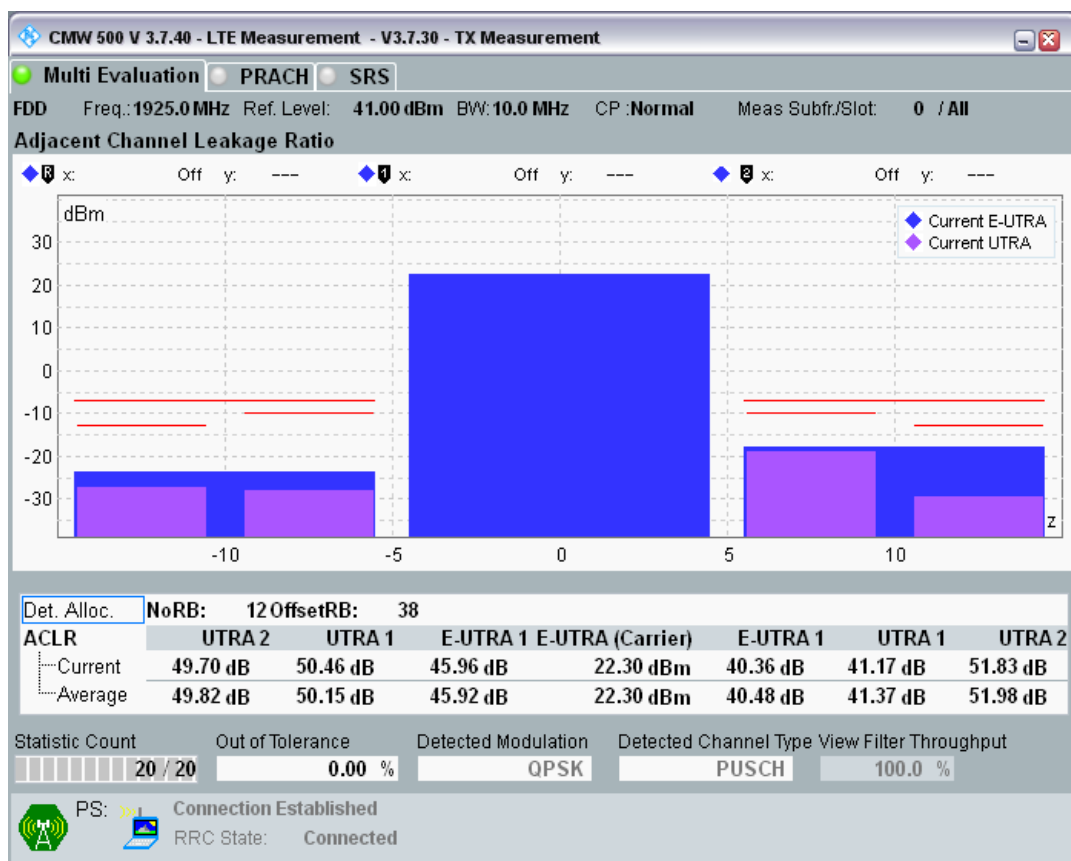 CMW 500 V 3.7.40 - LTE Measurement - V3.7.30 - TX Measurement
Multi Evaluation PRACH SRS
FDD Freq.: 1925.0 MHz Ref. Level: 41.00 dBm BW: 10.0 MHz CP : Normal Meas Subfr./Slot: 0 / All
Adjacent Channel Leakage Ratio
R x: Off y: --- 1 x: Off y: --- 2 x: Off y: ---
dBm
Current E-UTRA
Current UTRA
30
20
10
0
-10
-20
-30
z
-10 -5 0 5 10
Det. Alloc. NoRB: 12 OffsetRB: 38
ACLR UTRA 2 UTRA 1 E-UTRA 1 E-UTRA (Carrier) E-UTRA 1 UTRA 1 UTRA 2
Current 49.70 dB 50.46 dB 45.96 dB 22.30 dBm 40.36 dB 41.17 dB 51.83 dB
Average 49.82 dB 50.15 dB 45.92 dB 22.30 dBm 40.48 dB 41.37 dB 51.98 dB
Statistic Count Out of Tolerance Detected Modulation Detected Channel Type View Filter Throughput
20 / 20 0.00 % QPSK PUSCH 100.0 %
PS: Connection Established
RRC State: Connected